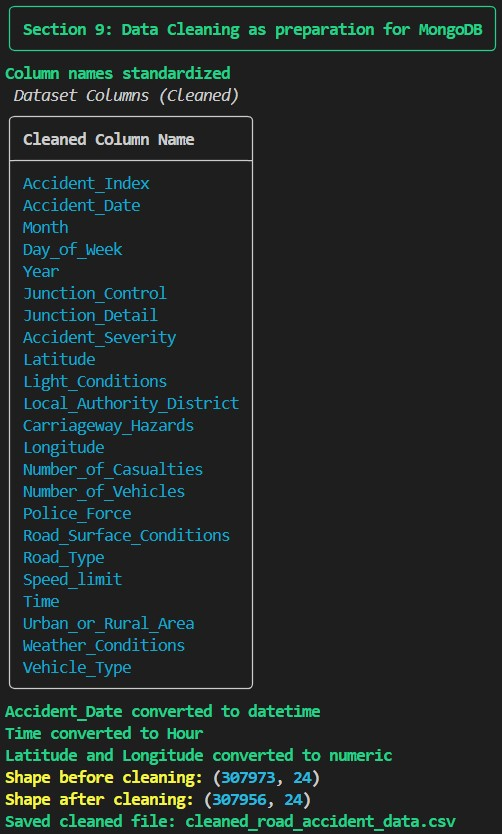 Section 9: Data Cleaning as preparation for MongoDB
Column names standardized
Dataset Columns (Cleaned)
Cleaned Column Name
Accident_Index
Accident_Date
Month
Day_of_Week
Year
Junction_Control
Junction_Detail
Accident_Severity
Latitude
Light_Conditions
Local_Authority_District
Carriageway_Hazards
Longitude
Number_of_Casualties
Number_of_Vehicles
Police_Force
Road_Surface_Conditions
Road_Type
Speed_limit
Time
Urban_or_Rural_Area
Weather_Conditions
Vehicle_Type
Accident_Date converted to datetime
Time converted to Hour
Latitude and Longitude converted to numeric
Shape before cleaning: (307973, 24)
Shape after cleaning: (307956, 24)
Saved cleaned file: cleaned_road_accident_data.csv